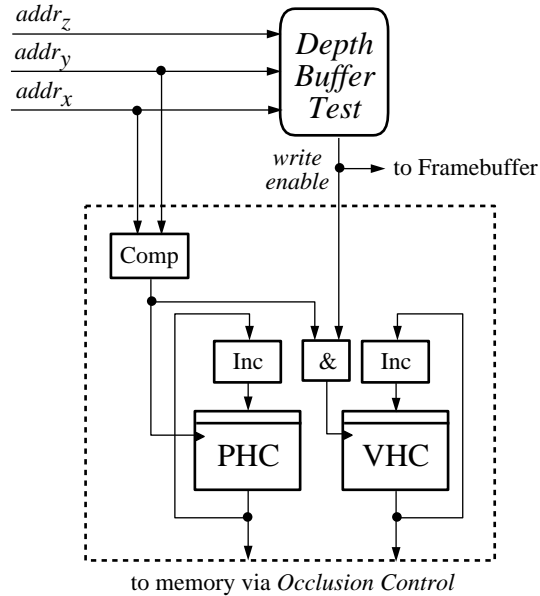 addr_z
addr_y
addr_x
Depth
Buffer
Test
write
enable
to Framebuffer
Comp
Inc
&
Inc
PHC
VHC
to memory via Occlusion Control